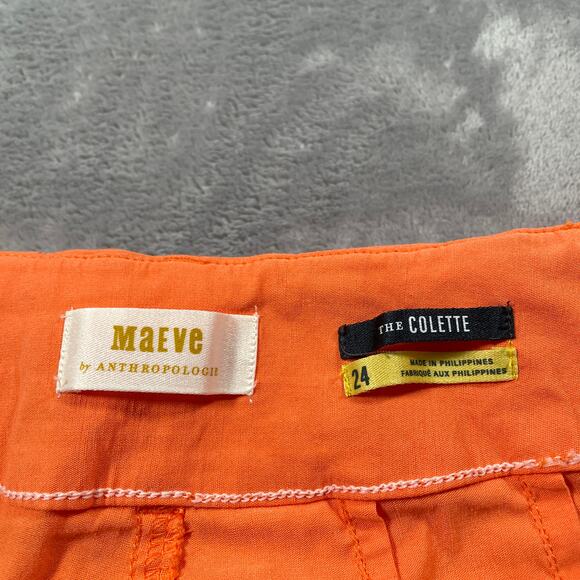 Maeve
by ANTHROPOLOGIE
THE COLETTE
24
MADE IN PHILIPPINES
FABRIQUÉ AUX PHILIPPINES